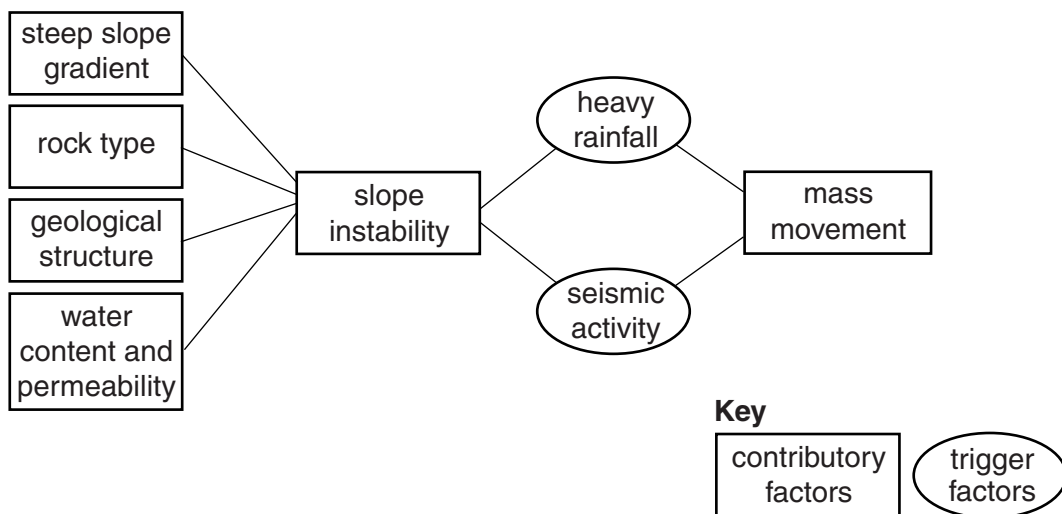 steep slope
gradient
rock type
geological
structure
water
content and
permeability
slope
instability
heavy
rainfall
seismic
activity
mass
movement
Key
contributory
factors
trigger
factors